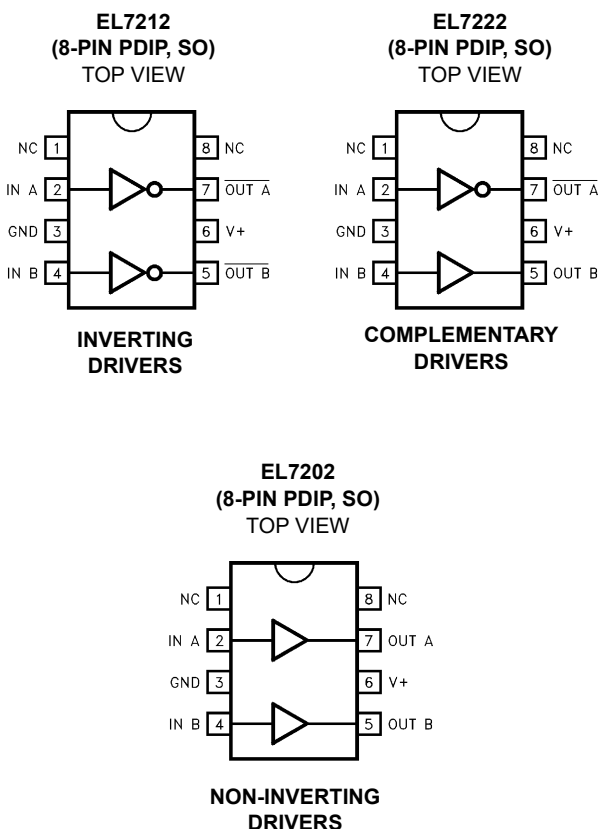 EL7212
(8-PIN PDIP, SO)
TOP VIEW
NC 1
8 NC
IN A 2
7 OUT A
GND 3
6 V+
IN B 4
5 OUT B
INVERTING
DRIVERS
EL7222
(8-PIN PDIP, SO)
TOP VIEW
NC 1
8 NC
IN A 2
7 OUT A
GND 3
6 V+
IN B 4
5 OUT B
COMPLEMENTARY
DRIVERS
EL7202
(8-PIN PDIP, SO)
TOP VIEW
NC 1
8 NC
IN A 2
7 OUT A
GND 3
6 V+
IN B 4
5 OUT B
NON-INVERTING
DRIVERS